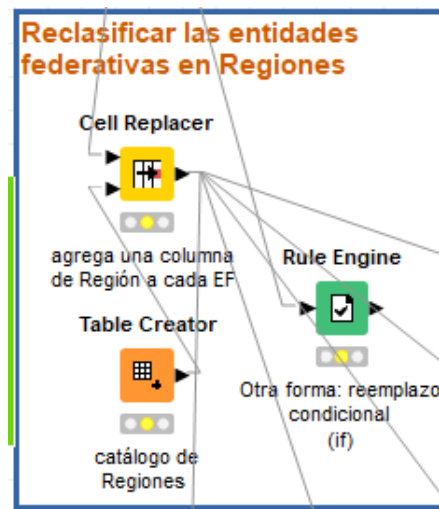 Reclasificar las entidades
federativas en Regiones
Cell Replacer
agrega una columna
de Región a cada EF
Rule Engine
Table Creator
Otra forma: reemplazo
condicional
(if)
catálogo de
Regiones